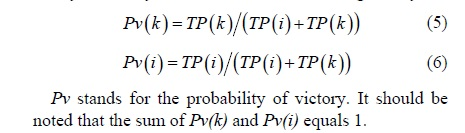 Pv(k)=TP(k)/(TP(i)+TP(k)) (5)
Pv(i)=TP(i)/(TP(i)+TP(k)) (6)
Pv stands for the probability of victory. It should be
noted that the sum of Pv(k) and Pv(i) equals 1.